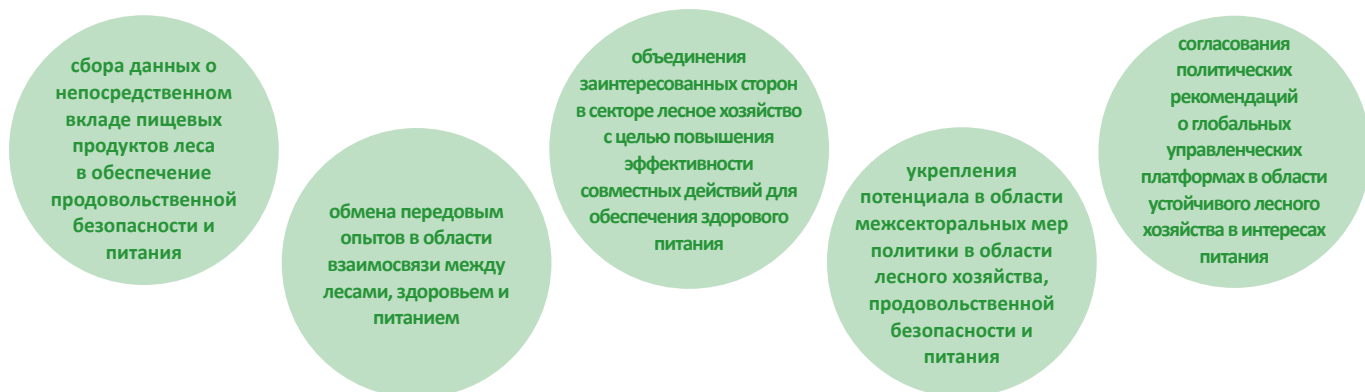 сбора данных о
непосредственном
вкладе пищевых
продуктов леса
в обеспечение
продовольственной
безопасности и
питания
обмена передовым
опытов в области
взаимосвязи между
лесами, здоровьем и
питанием
объединения
заинтересованных сторон
в секторе лесное хозяйство
с целью повышения
эффективности
совместных действий для
обеспечения здорового
питания
укрепления
потенциала в области
межсекторальных мер
политики в области
лесного хозяйства,
продовольственной
безопасности и
питания
согласования
политических
рекомендаций
о глобальных
управленческих
платформах в области
устойчивого лесного
хозяйства в интересах
питания